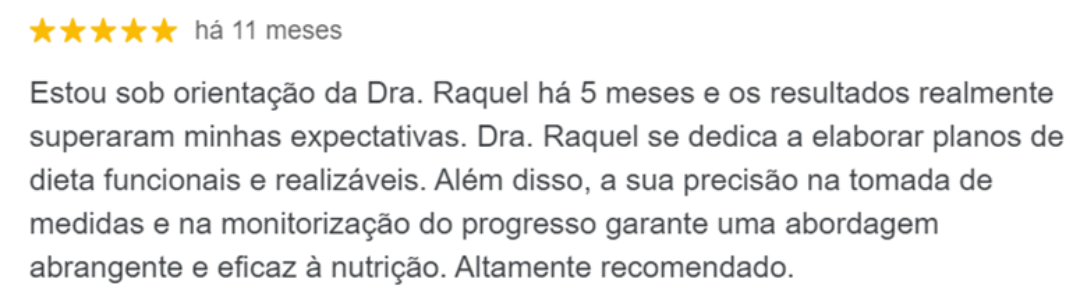 há 11 meses
Estou sob orientação da Dra. Raquel há 5 meses e os resultados realmente
superaram minhas expectativas. Dra. Raquel se dedica a elaborar planos de
dieta funcionais e realizáveis. Além disso, a sua precisão na tomada de
medidas e na monitorização do progresso garante uma abordagem
abrangente e eficaz à nutrição. Altamente recomendado.